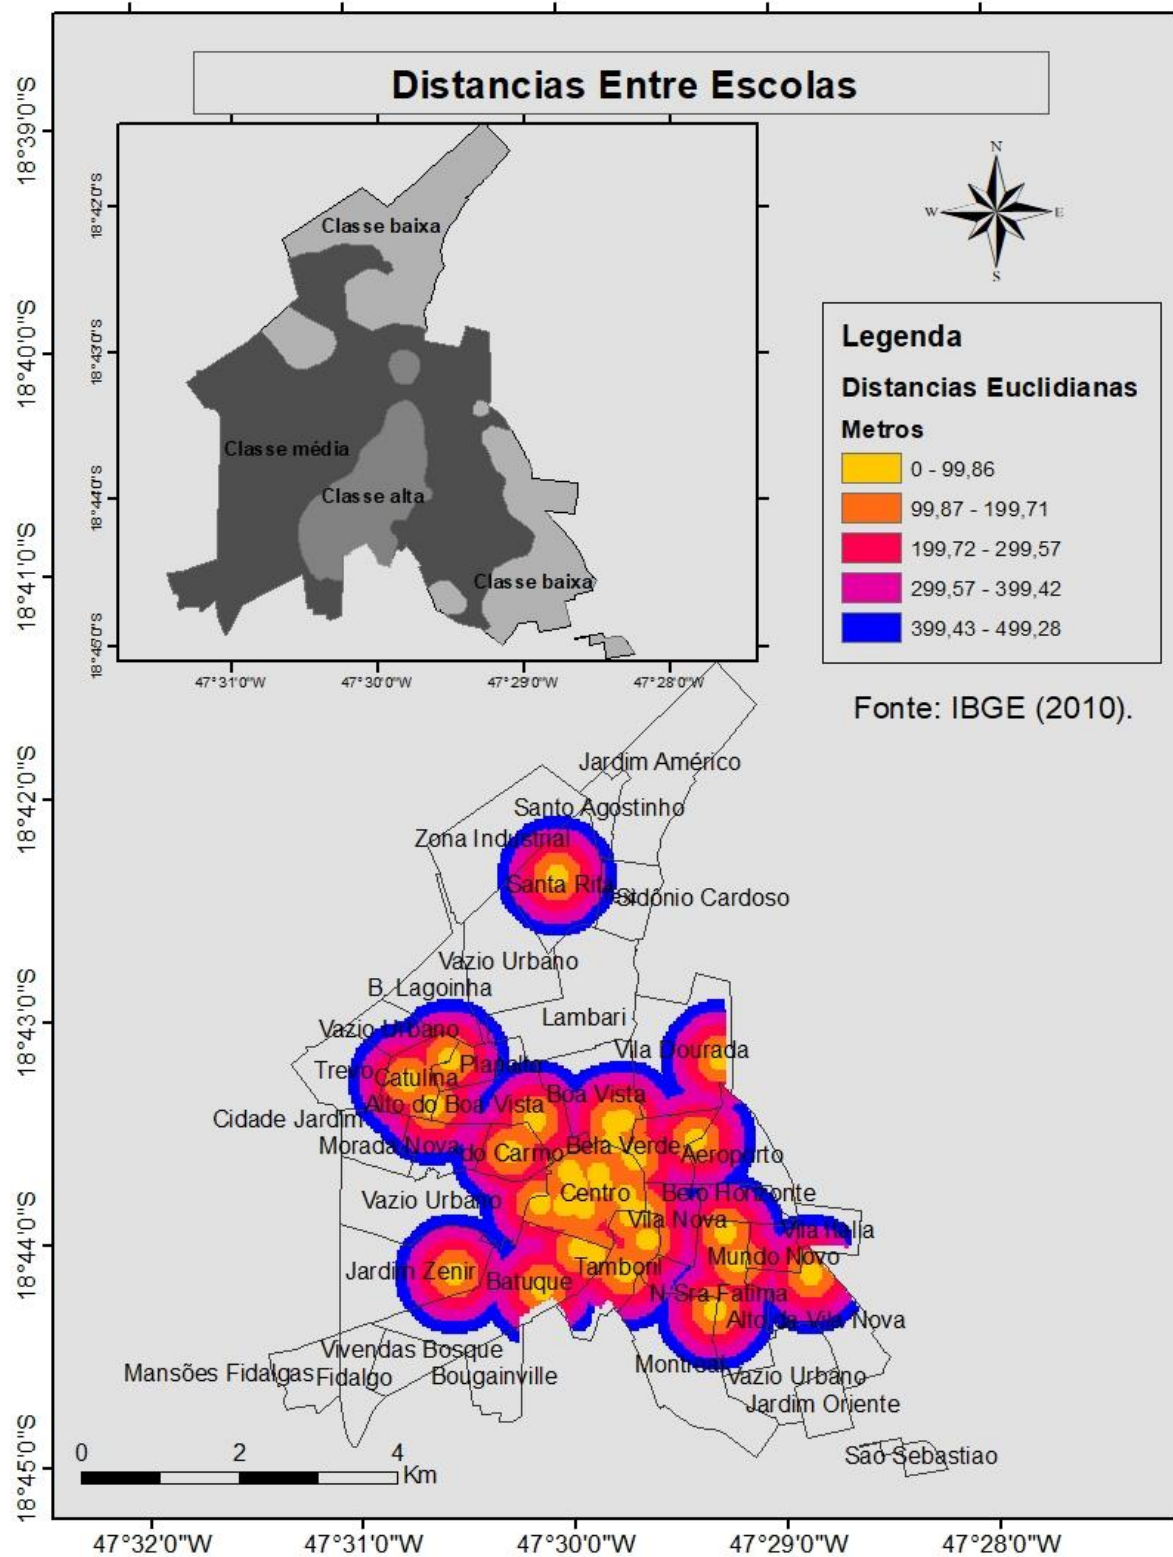 Distancias Entre Escolas
18°39'0"S
18°40'0"S
18°41'0"S
18°42'0"S
18°43'0"S
18°44'0"S
18°45'0"S
18°42'0"S
18°43'0"S
18°44'0"S
18°45'0"S
Classe baixa
Classe média
Classe alta
Classe baixa
47°31'0"W
47°30'0"W
47°29'0"W
47°28'0"W
N
W
E
S
Legenda
Distancias Euclidianas
Metros
0 - 99,86
99,87 - 199,71
199,72 - 299,57
299,57 - 399,42
399,43 - 499,28
Fonte: IBGE (2010).
Jardim Américo
Santo Agostinho
Zona Industrial
Santa Rita
Sidônio Cardoso
Vazio Urbano
B. Lagoinha
Lambari
Vazio Urbano
Vila Dourada
Trevo
Planalto
Catulina
Boa Vista
Alto do Boa Vista
Cidade Jardim
Morada Nova
do Carmo
Bela Verde
Aeroporto
Centro
Belo Horizonte
Vazio Urbano
Vila Nova
Vila Italia
Mundo Novo
Jardim Zenir
Tamboril
Batuque
N Sra Fatima
Alto da Vila Nova
Vivendas Bosque
Montreal
Mansões Fidalgas
Fidalgo
Bougainville
Vazio Urbano
Jardim Oriente
São Sebastiao
0
2
4
Km
47°32'0"W
47°31'0"W
47°30'0"W
47°29'0"W
47°28'0"W